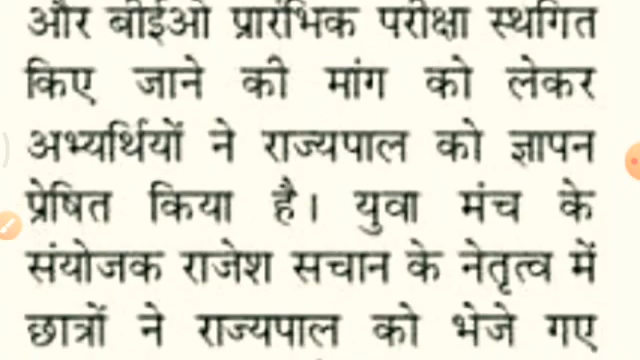 और बीईओ प्रारंभिक परीक्षा स्थगित
किए जाने की मांग को लेकर
अभ्यर्थियों ने राज्यपाल को ज्ञापन
प्रेषित किया है। युवा मंच के
संयोजक राजेश सचान के नेतृत्व में
छात्रों ने राज्यपाल को भेजे गए